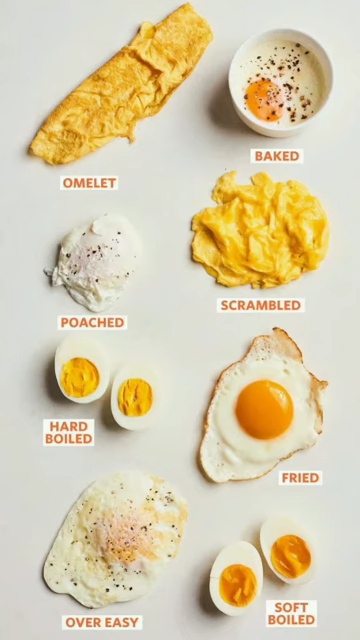 OMELET
BAKED
POACHED
SCRAMBLED
HARD
BOILED
FRIED
OVER EASY
SOFT
BOILED